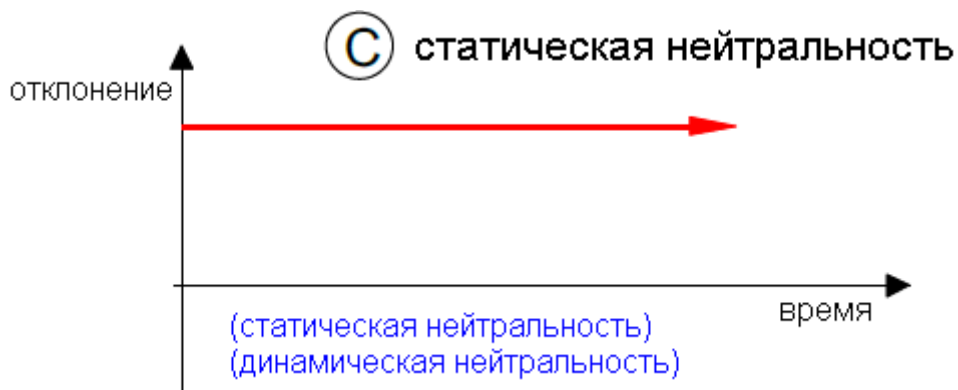 C статическая нейтральность
отклонение
время
(статическая нейтральность)
(динамическая нейтральность)